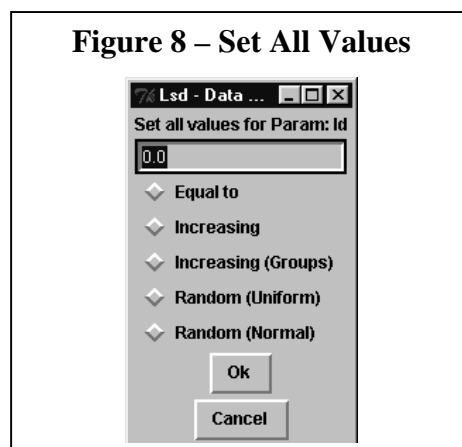 Figure 8 – Set All Values
Lsd - Data ...
Set all values for Param: Id
0.0
Equal to
Increasing
Increasing (Groups)
Random (Uniform)
Random (Normal)
Ok
Cancel